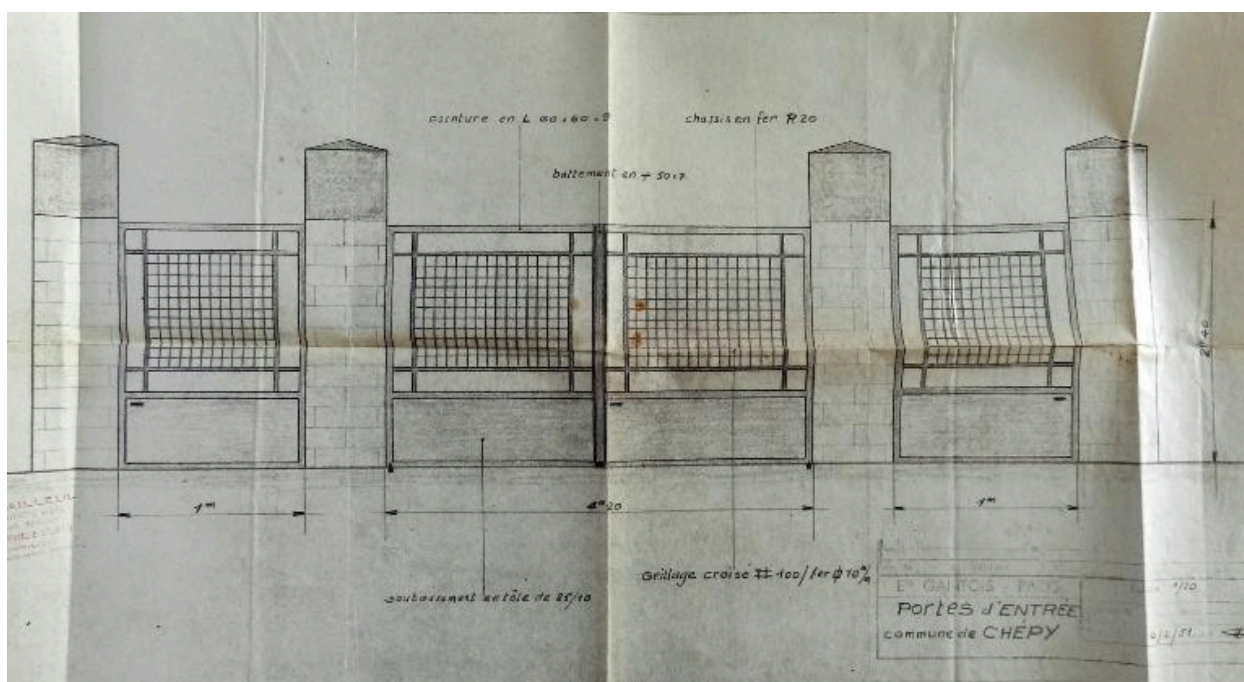 ceinture en L 60.60.9
chassis en fer R 20
battement en + 50.7
2m40
1m
4m20
1m
Grillage croisé ‡‡ 100/fer ϕ 10 m/m
soubassement en tôle de 25/10
Ets GANTOIS
PORTES D'ENTRÉE
commune de CHÉPY